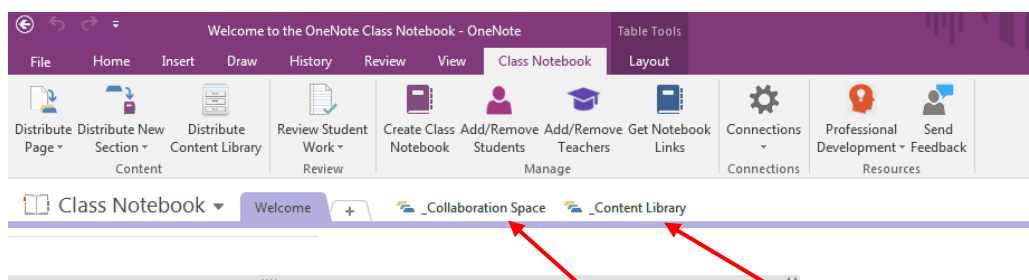 Welcome to the OneNote Class Notebook - OneNote Table Tools
File Home Insert Draw History Review View Class Notebook Layout
Distribute Distribute New Distribute Review Student Create Class Add/Remove Add/Remove Get Notebook Connections Professional Send
Page Section Content Library Work Notebook Students Teachers Links Development Feedback
Content Review Manage Connections Resources
Class Notebook Welcome + _Collaboration Space _Content Library